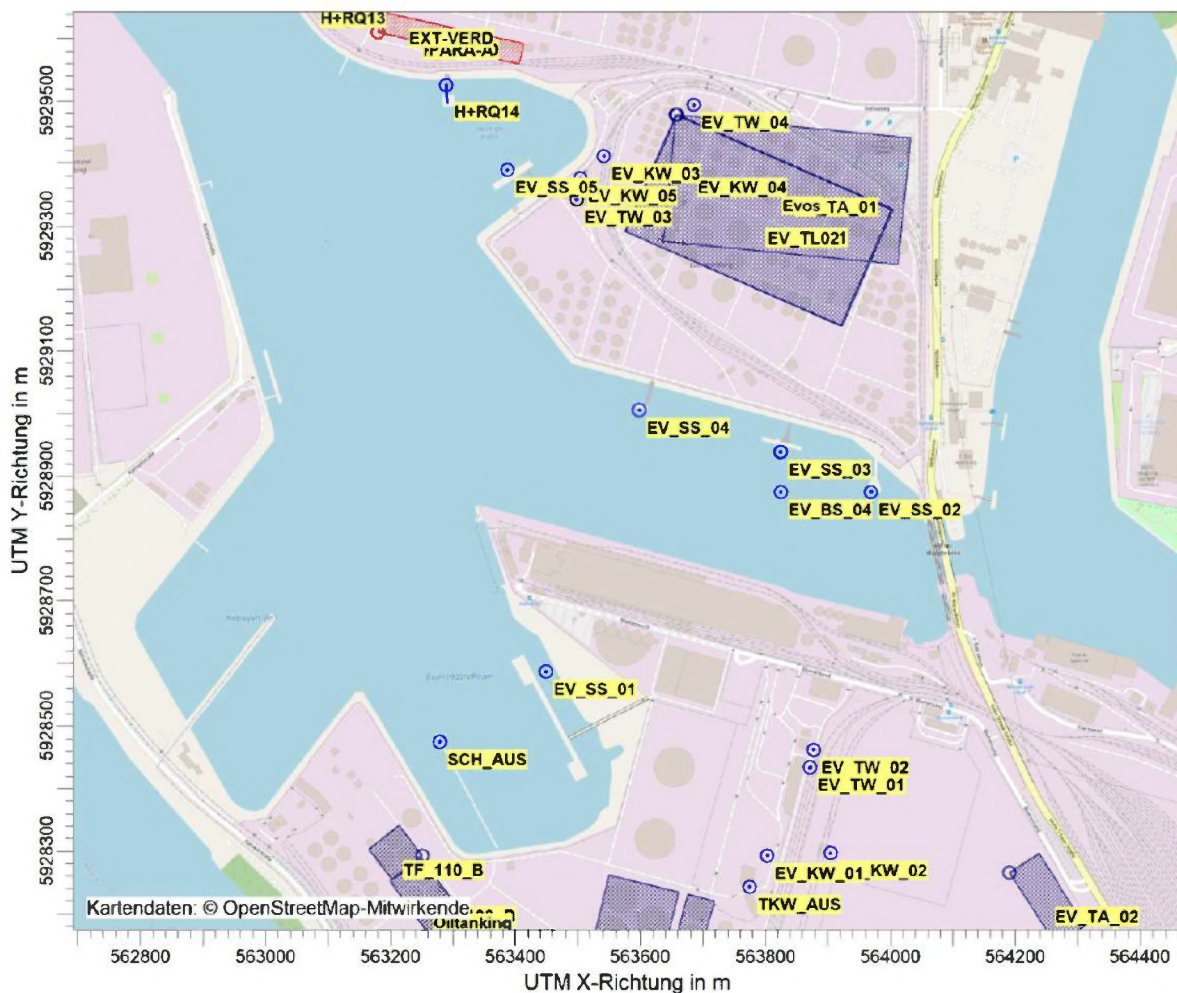 H+RQ13
EXT-VERD
(PARA-A)
H+RQ14
EV_TW_04
EV_KW_03
EV_SS_05
EV_KW_04
EV_KW_05
Evos_TA_01
EV_TW_03
EV_TL021
EV_SS_04
EV_SS_03
EV_BS_04
EV_SS_02
EV_SS_01
SCH_AUS
EV_TW_02
EV_TW_01
TF_110_B
EV_KW_01
KW_02
TKW_AUS
EV_TA_02
Oiltanking
Kartendaten: © OpenStreetMap-Mitwirkende
5929500
5929300
5929100
5928900
5928700
5928500
5928300
UTM Y-Richtung in m
562800 563000 563200 563400 563600 563800 564000 564200 564400
UTM X-Richtung in m